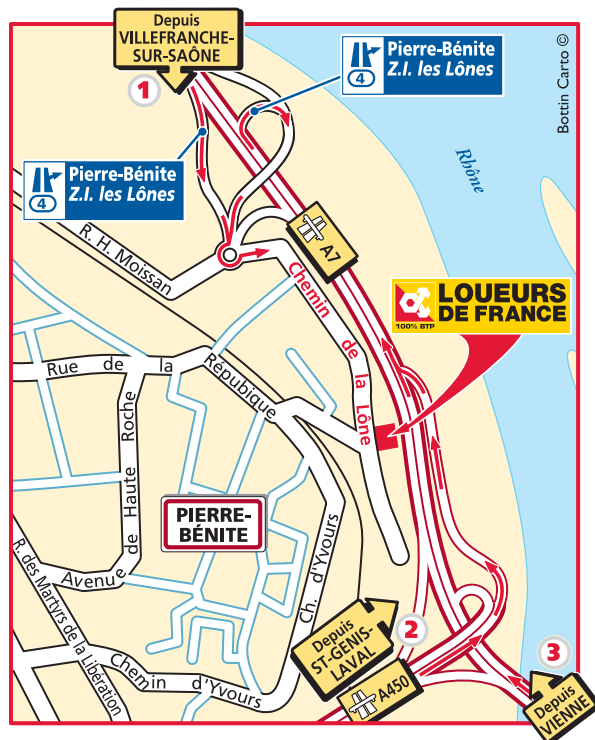 Depuis
VILLEFRANCHE-
SUR-SAÔNE
1
4
Pierre-Bénite
Z.I. les Lônes
Bottin Carto ©
Rhône
4
Pierre-Bénite
Z.I. les Lônes
R. H. Moissan
A7
Chemin de la Lône
100% BTP
LOUEURS
DE FRANCE
Rue de la Répubique
Avenue de Haute Roche
PIERRE-
BÉNITE
R. des Martyrs de la Libération
Ch. d'Yvours
Chemin d'Yvours
Depuis
ST-GENIS-
LAVAL
2
A450
3
Depuis
VIENNE